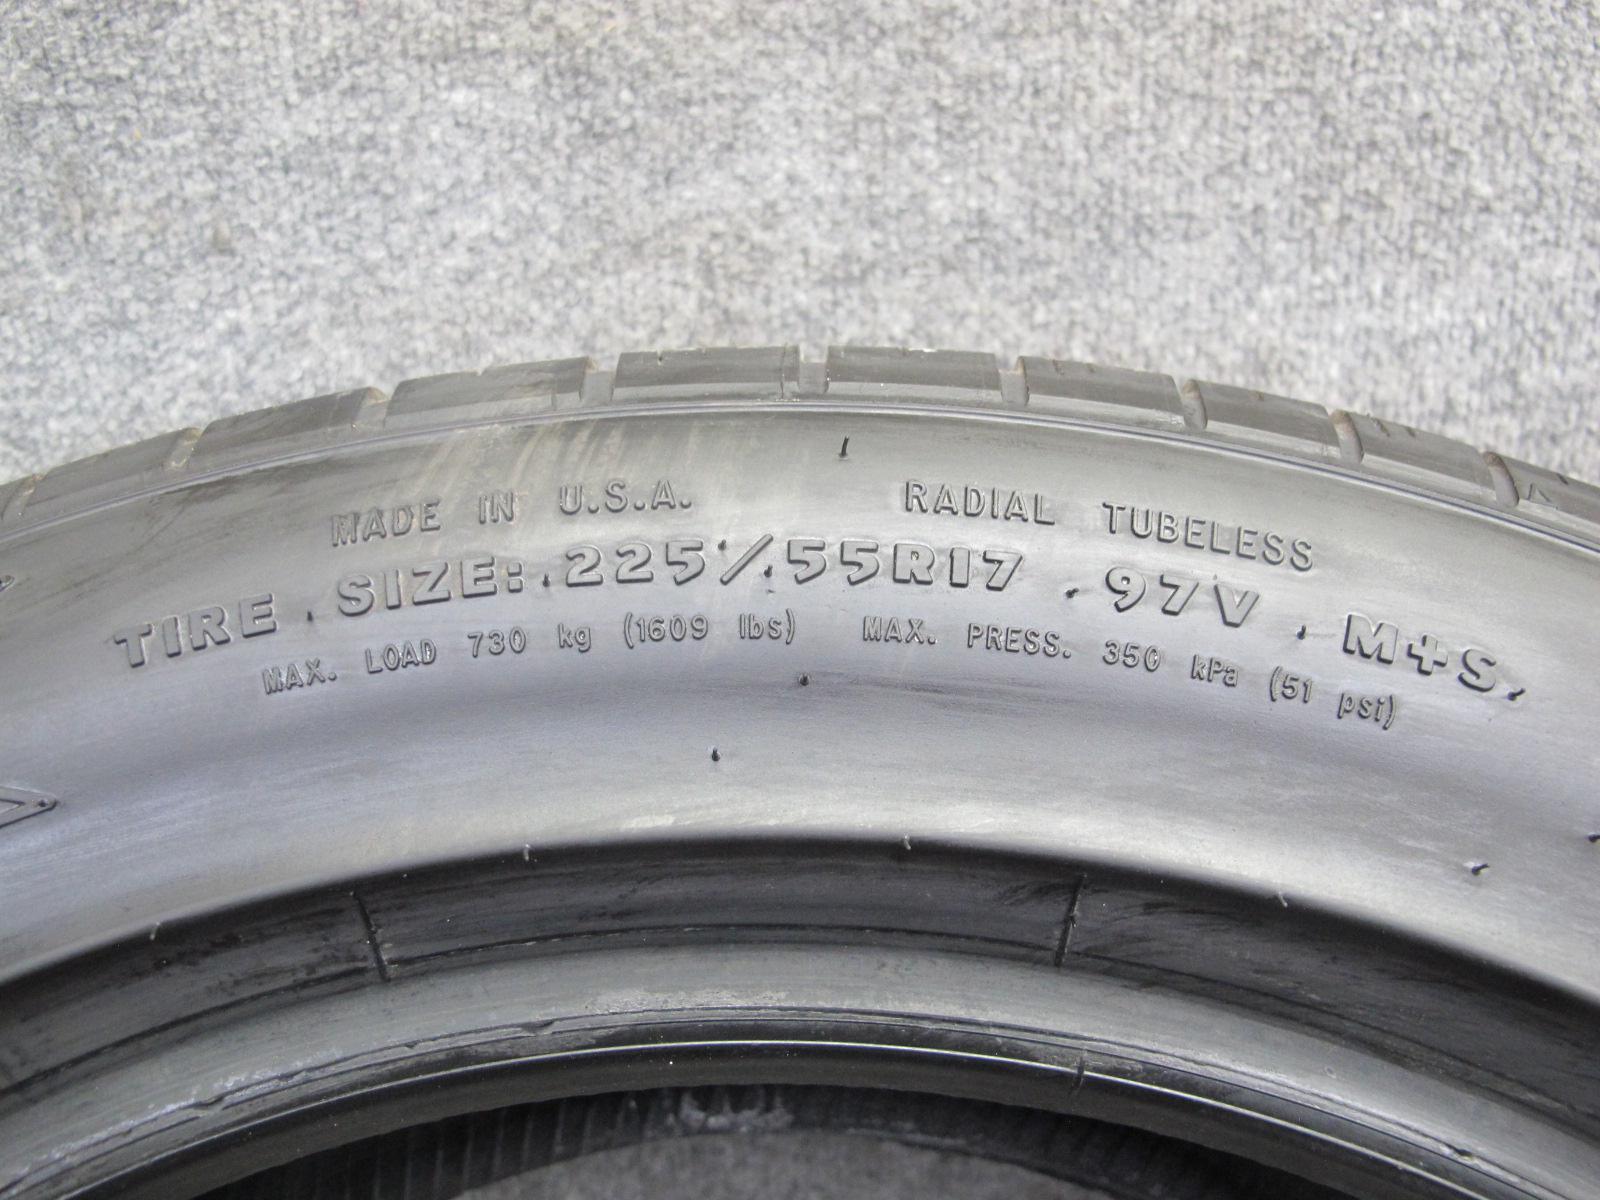 MADE IN U.S.A. RADIAL TUBELESS
TIRE SIZE: 225/55R17 97V M+S
MAX. LOAD 730 kg (1609 lbs) MAX. PRESS. 350 kPa (51 psi)